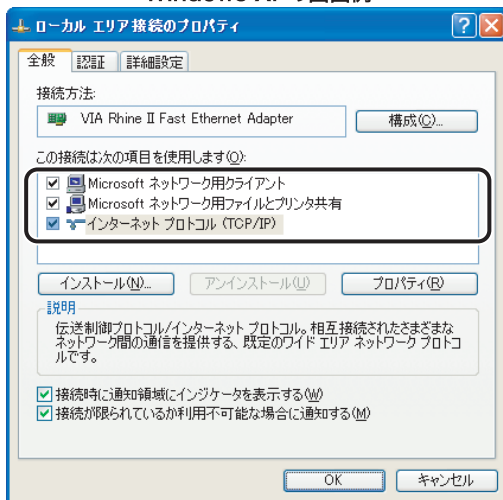 ローカル エリア接続のプロパティ
全般 認証 詳細設定
接続方法:
VIA Rhine II Fast Ethernet Adapter 構成(C)...
この接続は次の項目を使用します(O):
Microsoft ネットワーク用クライアント
Microsoft ネットワーク用ファイルとプリンタ共有
インターネット プロトコル (TCP/IP)
インストール(N)... アンインストール(U) プロパティ(R)
説明
伝送制御プロトコル/インターネット プロトコル。相互接続されたさまざまな
ネットワーク間の通信を提供する、既定のワイド エリア ネットワーク プロトコ
ルです。
接続時に通知領域にインジケータを表示する(W)
接続が限られているか利用不可能な場合に通知する(M)
OK キャンセル